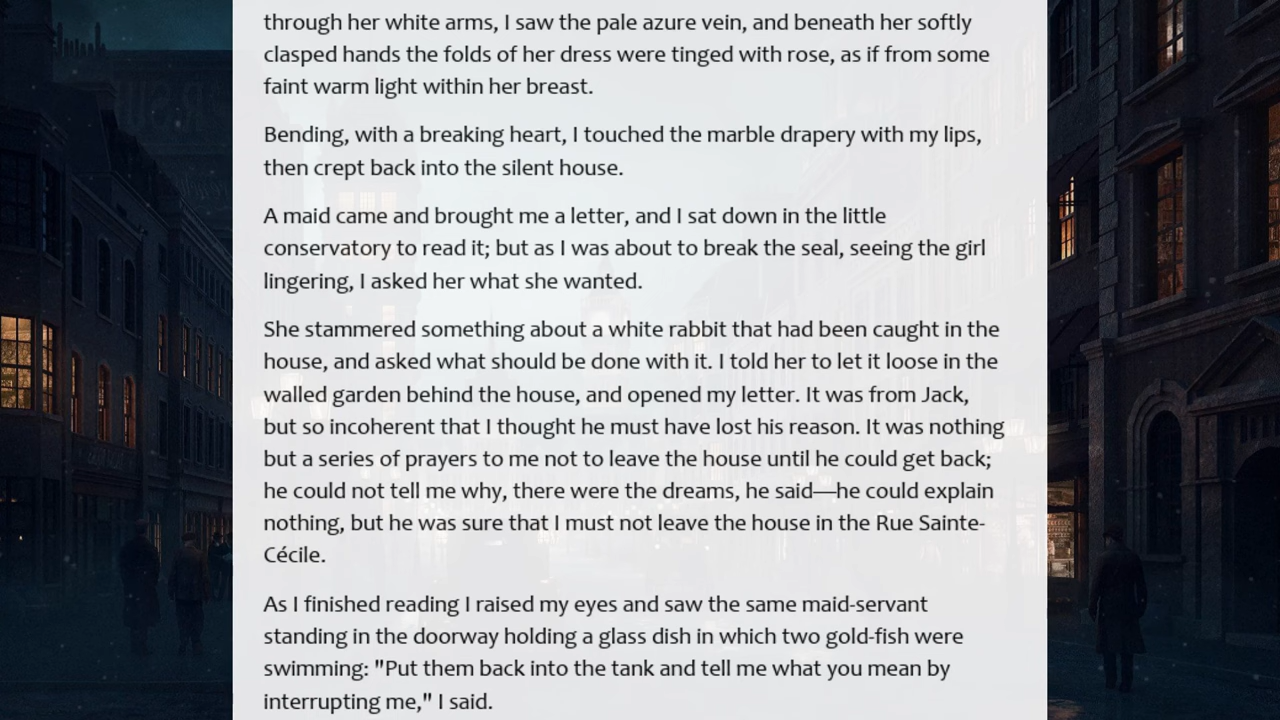 through her white arms, I saw the pale azure vein, and beneath her softly
clasped hands the folds of her dress were tinged with rose, as if from some
faint warm light within her breast.
Bending, with a breaking heart, I touched the marble drapery with my lips,
then crept back into the silent house.
A maid came and brought me a letter, and I sat down in the little
conservatory to read it; but as I was about to break the seal, seeing the girl
lingering, I asked her what she wanted.
She stammered something about a white rabbit that had been caught in the
house, and asked what should be done with it. I told her to let it loose in the
walled garden behind the house, and opened my letter. It was from Jack,
but so incoherent that I thought he must have lost his reason. It was nothing
but a series of prayers to me not to leave the house until he could get back;
he could not tell me why, there were the dreams, he said—he could explain
nothing, but he was sure that I must not leave the house in the Rue Sainte-
Cécile.
As I finished reading I raised my eyes and saw the same maid-servant
standing in the doorway holding a glass dish in which two gold-fish were
swimming: "Put them back into the tank and tell me what you mean by
interrupting me," I said.